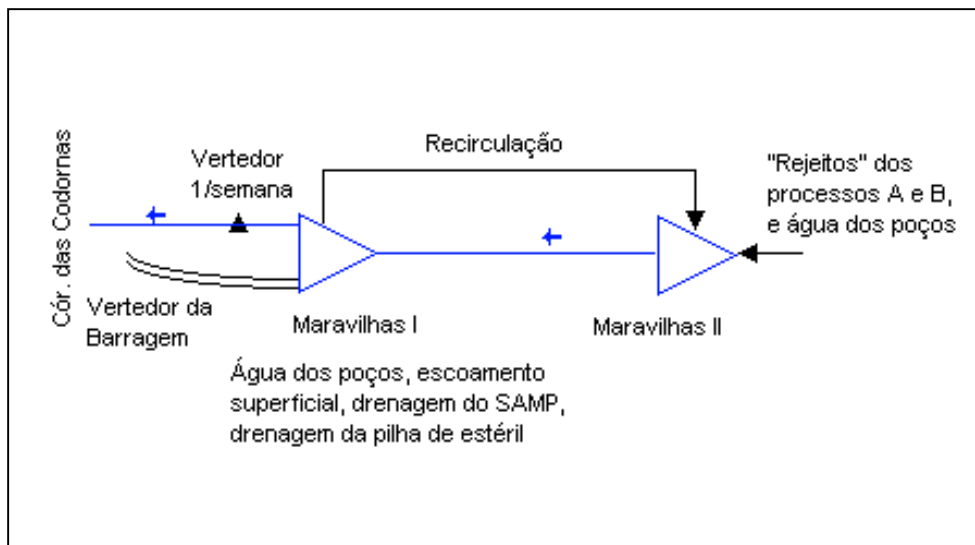 Cór. das Codornas
Vertedor
1/semana
Recirculação
"Rejeitos" dos
processos A e B,
e água dos poços
Vertedor da
Barragem
Maravilhas I
Maravilhas II
Água dos poços, escoamento
superficial, drenagem do SAMP,
drenagem da pilha de estéril